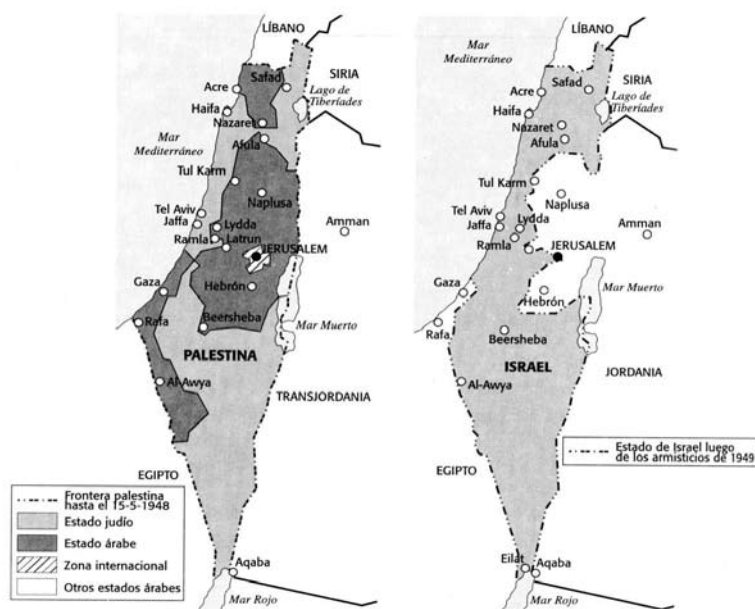 LÍBANO
Safad
SIRIA
Acre
Lago de
Tiberíades
Haifa
Nazaret
Mar
Mediterráneo
Afula
Tul Karm
Naplusa
Tel Aviv
Jaffa
Lydda
Amman
Ramla
Latrun
JERUSALEM
Gaza
Hebrón
Rafa
Beersheba
Mar Muerto
PALESTINA
Al-Awya
TRANSJORDANIA
EGIPTO
Frontera palestina
hasta el 15-5-1948
Estado judío
Estado árabe
Zona internacional
Otros estados árabes
Aqaba
Mar Rojo
LÍBANO
Mar
Mediterráneo
Safad
SIRIA
Acre
Lago de
Tiberíades
Haifa
Nazaret
Afula
Tul Karm
Naplusa
Tel Aviv
Jaffa
Lydda
Amman
Ramla
JERUSALEM
Gaza
Hebrón
Mar Muerto
Rafa
Beersheba
ISRAEL
JORDANIA
Al-Awya
Estado de Israel luego
de los armisticios de 1949
EGIPTO
Eilat
Aqaba
Mar Rojo